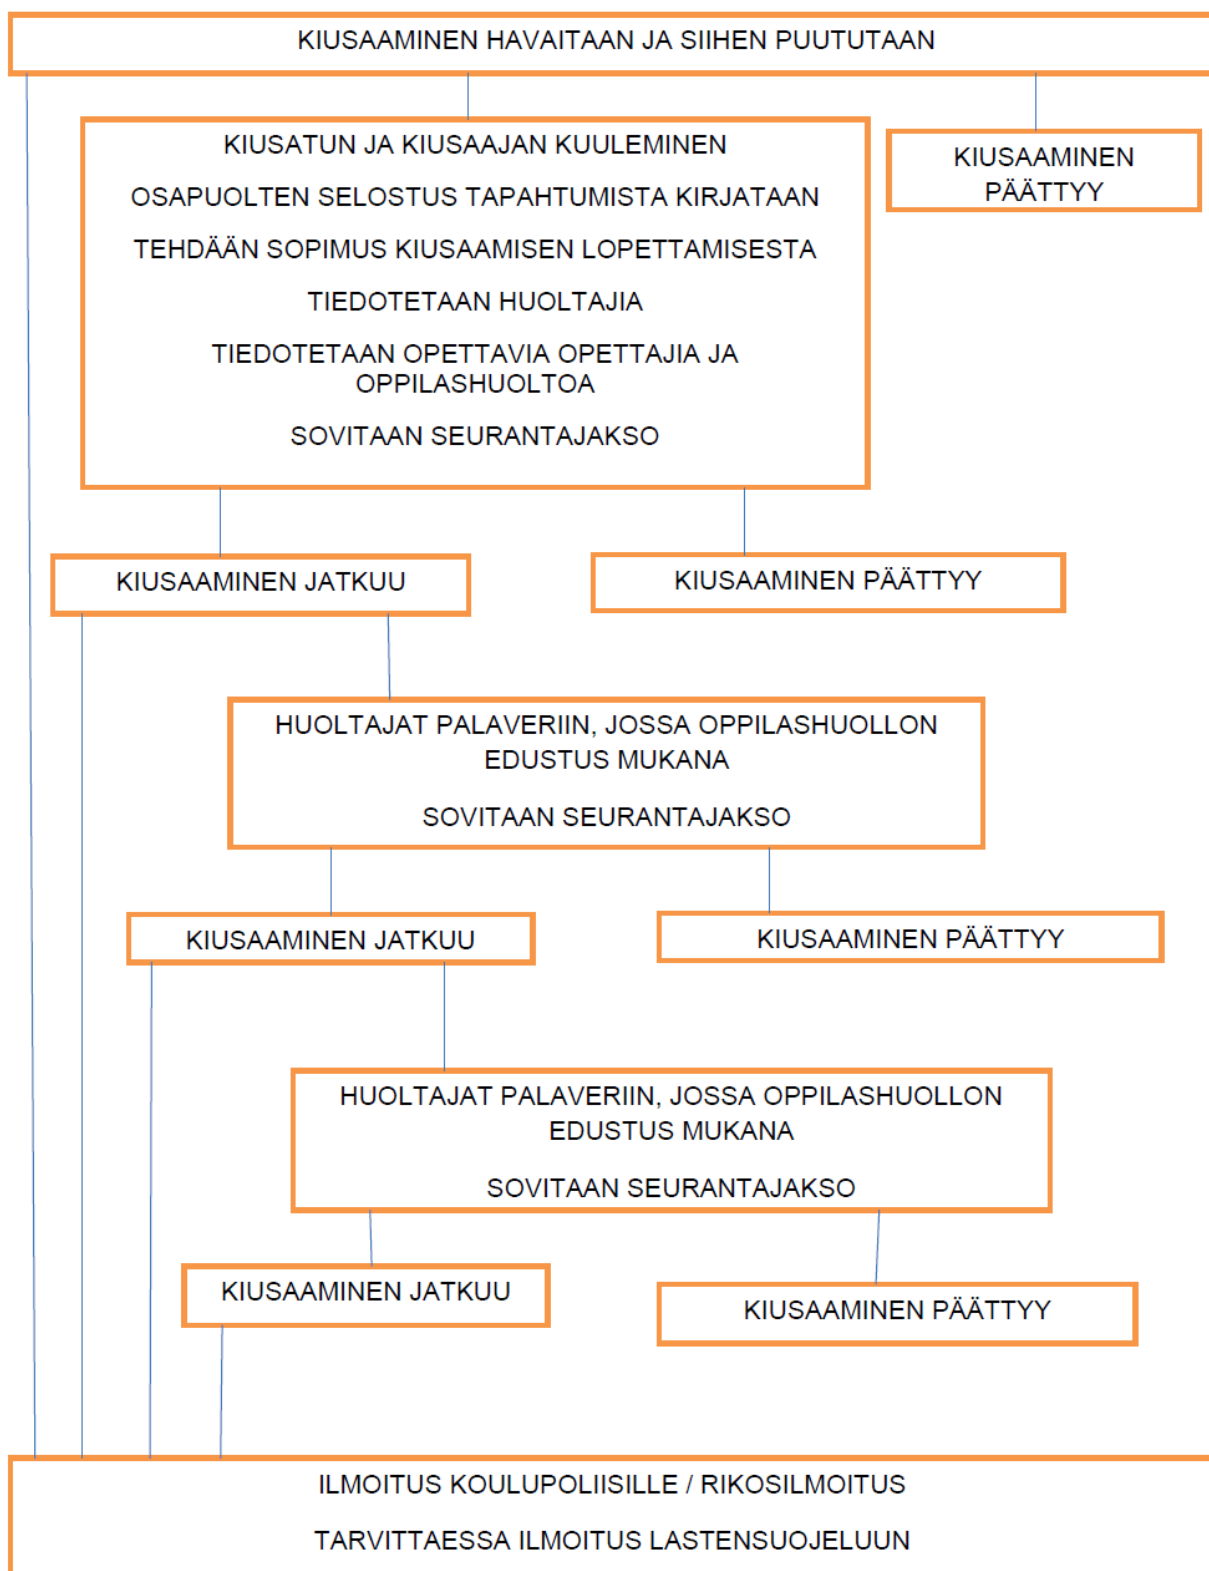 KIUSAAMINEN HAVAITAAN JA SIIHEN PUUTUTAAN
KIUSATUN JA KIUSAAJAN KUULEMINEN
OSAPUOLTEN SELOSTUS TAPAHTUMISTA KIRJATAAN
TEHDÄÄN SOPIMUS KIUSAAMISEN LOPETTAMISESTA
TIEDOTETAAN HUOLTAJIA
TIEDOTETAAN OPETTAVIA OPETTAJIA JA
OPPILASHUOLTOA
SOVITAAN SEURANTAJAKSO
KIUSAAMINEN
PÄÄTTYY
KIUSAAMINEN JATKUU
KIUSAAMINEN PÄÄTTYY
HUOLTAJAT PALAVERIIN, JOSSA OPPILASHUOLLON
EDUSTUS MUKANA
SOVITAAN SEURANTAJAKSO
KIUSAAMINEN JATKUU
KIUSAAMINEN PÄÄTTYY
HUOLTAJAT PALAVERIIN, JOSSA OPPILASHUOLLON
EDUSTUS MUKANA
SOVITAAN SEURANTAJAKSO
KIUSAAMINEN JATKUU
KIUSAAMINEN PÄÄTTYY
ILMOITUS KOULUPOLIISILLE / RIKOSILMOITUS
TARVITTAESSA ILMOITUS LASTENSUOJELUUN